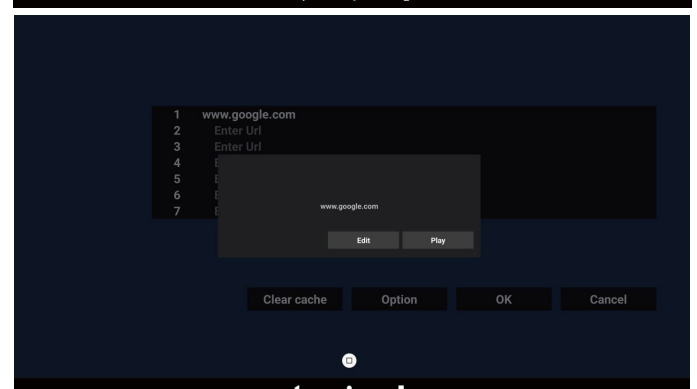 1 www.google.com
2 Enter Url
3 Enter Url
4 E
5 E
6 E
7 E
www.google.com
Edit Play
Clear cache Option OK Cancel